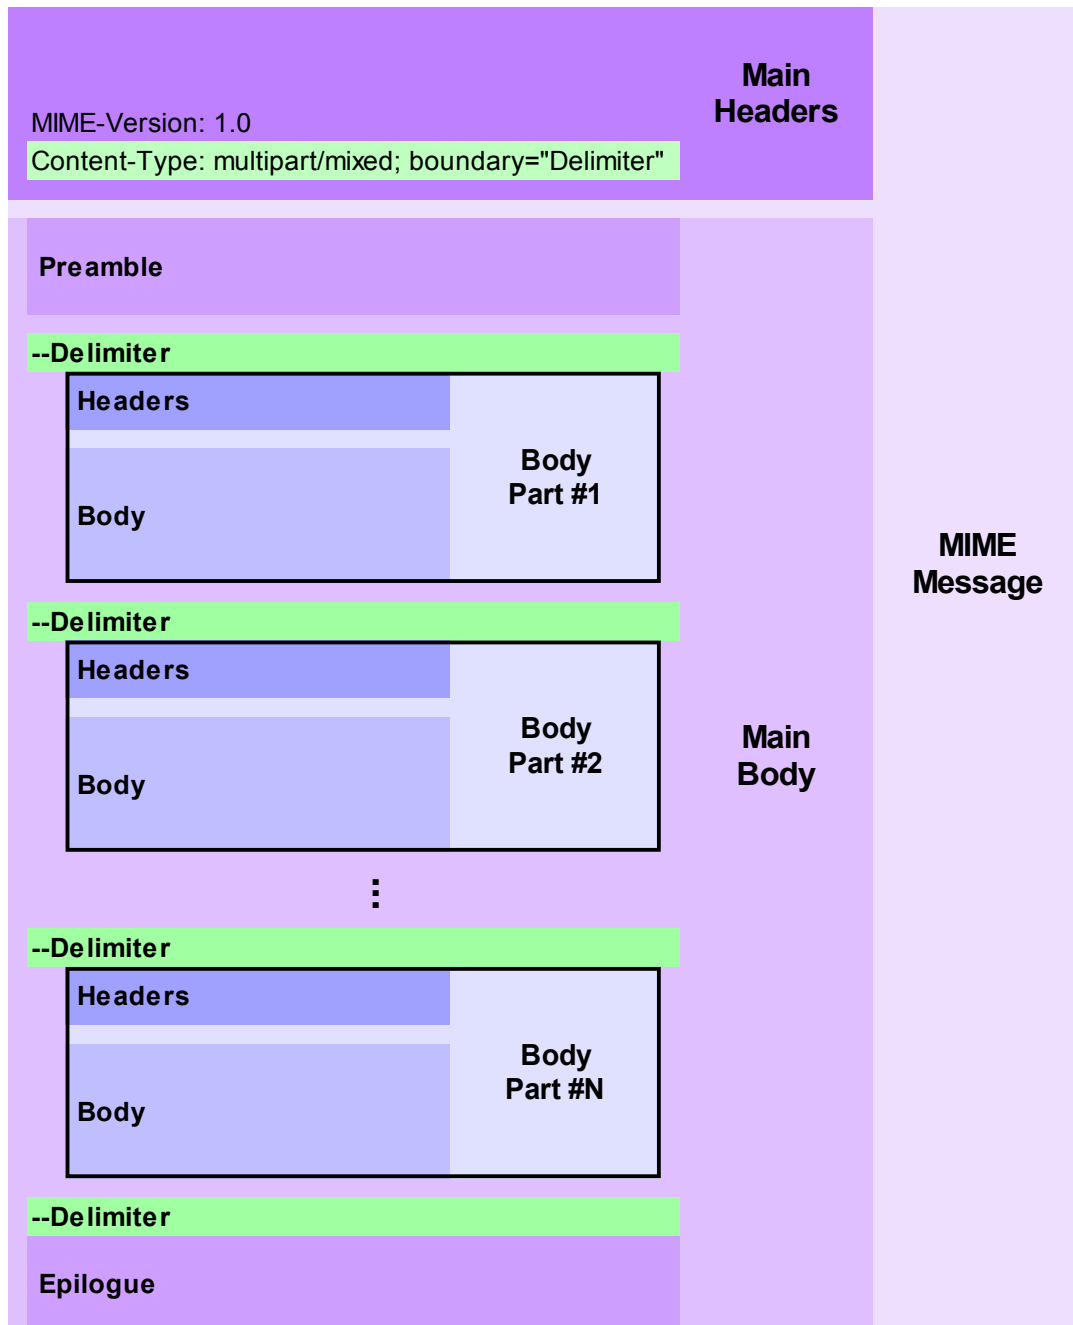 Main
Headers
MIME-Version: 1.0
Content-Type: multipart/mixed; boundary="Delimiter"
Preamble
--Delimiter
Headers
Body
Body
Part #1
--Delimiter
Headers
Body
Body
Part #2
⋮
--Delimiter
Headers
Body
Body
Part #N
--Delimiter
Epilogue
Main
Body
MIME
Message